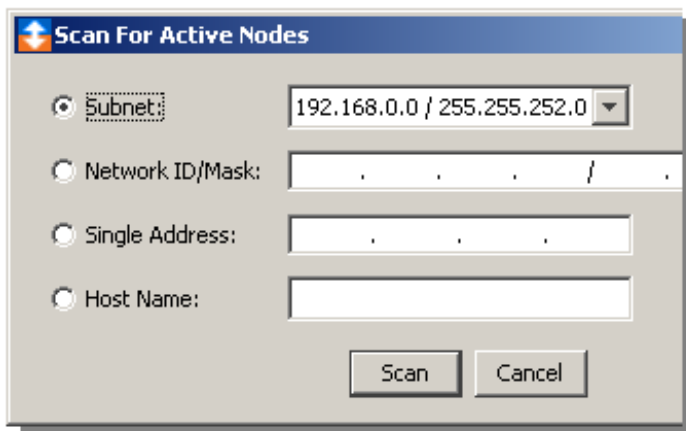 Scan For Active Nodes
Subnet: 192.168.0.0 / 255.255.252.0
Network ID/Mask: . . . / .
Single Address: . . .
Host Name:
Scan Cancel